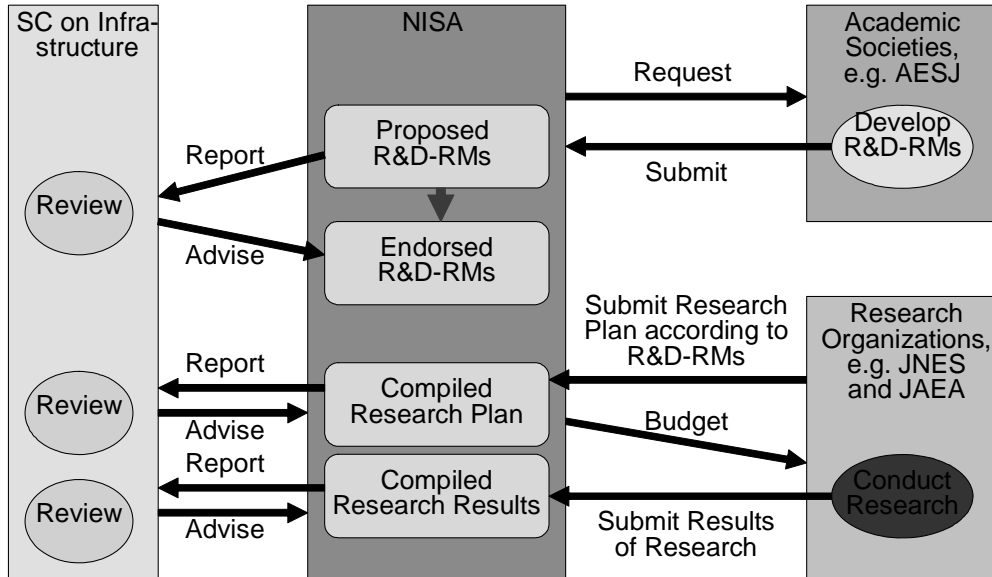 SC on Infra-
structure
NISA
Academic
Societies,
e.g. AESJ
Request
Develop
R&D-RMs
Submit
Proposed
R&D-RMs
Report
Review
Advise
Endorsed
R&D-RMs
Submit Research
Plan according to
R&D-RMs
Research
Organizations,
e.g. JNES
and JAEA
Report
Compiled
Research Plan
Review
Advise
Budget
Report
Compiled
Research Results
Review
Advise
Conduct
Research
Submit Results
of Research